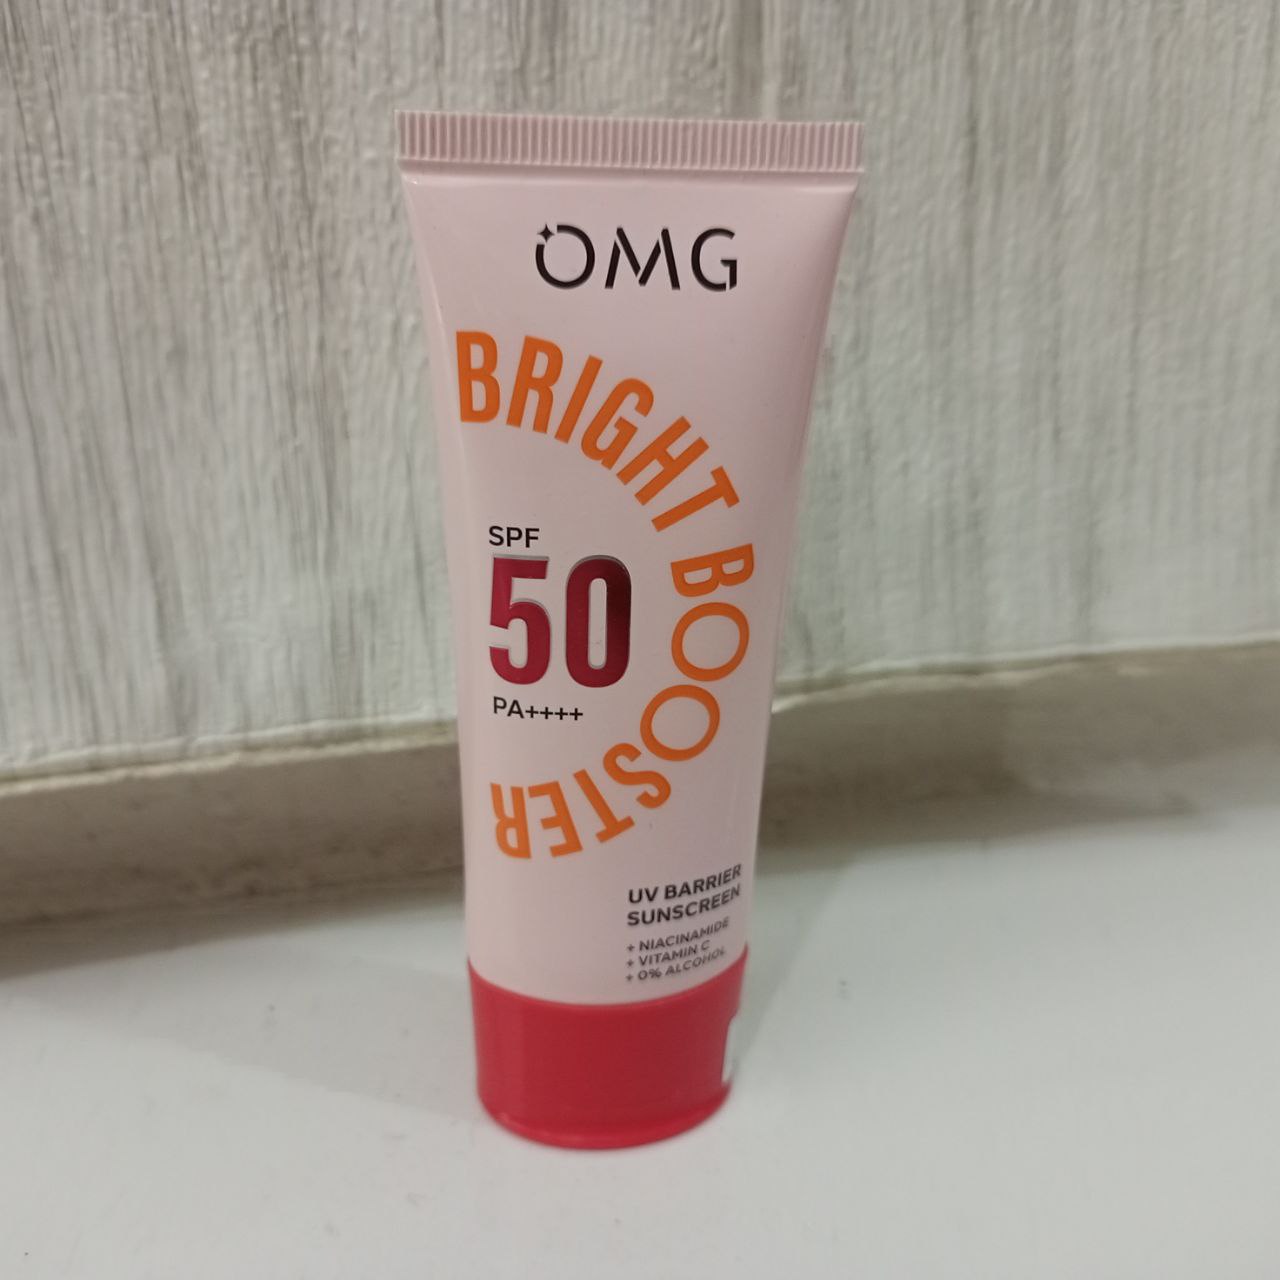 OMG
BRIGHT BOOSTER
SPF
50
PA++++
UV BARRIER
SUNSCREEN
+ NIACINAMIDE
+ VITAMIN C
+ 0% ALCOHOL